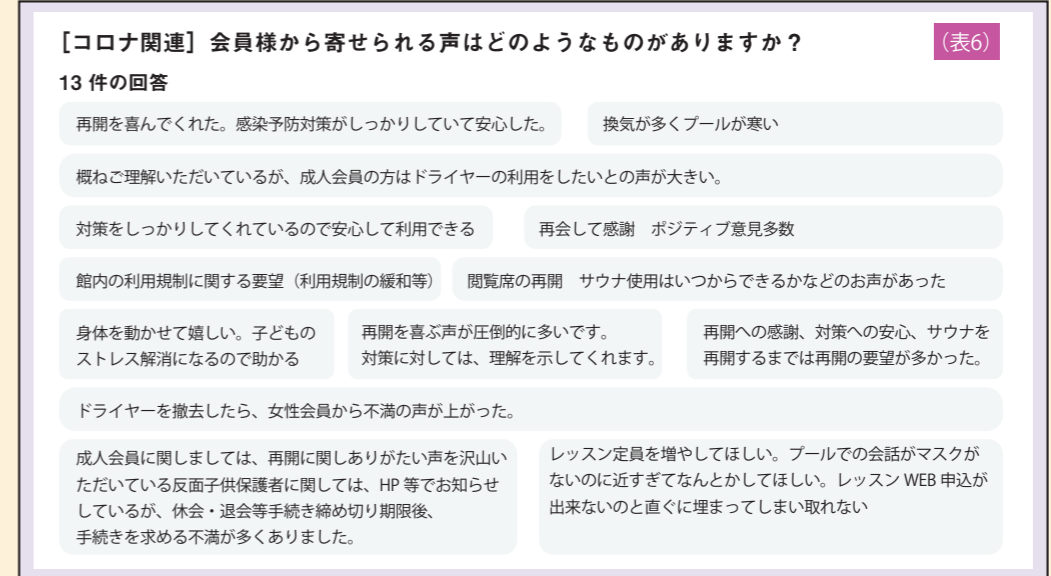 [コロナ関連] 会員様から寄せられる声はどのようなものがありますか？
（表6）
13 件の回答
再開を喜んでくれた。感染予防対策がしっかりしていて安心した。
換気が多くプールが寒い
概ねご理解いただいているが、成人会員の方はドライヤーの利用をしたいとの声が大きい。
対策をしっかりしてくれているので安心して利用できる
再会して感謝　ポジティブ意見多数
館内の利用規制に関する要望（利用規制の緩和等）
閲覧席の再開　サウナ使用はいつからできるかなどのお声があった
身体を動かせて嬉しい。子どもの
ストレス解消になるので助かる
再開を喜ぶ声が圧倒的に多いです。
対策に対しては、理解を示してくれます。
再開への感謝、対策への安心、サウナを
再開するまでは再開の要望が多かった。
ドライヤーを撤去したら、女性会員から不満の声が上がった。
成人会員に関しましては、再開に関しありがたい声を沢山い
ただいている反面子供保護者に関しては、HP 等でお知らせ
しているが、休会・退会等手続き締め切り期限後、
手続きを求める不満が多くありました。
レッスン定員を増やしてほしい。プールでの会話がマスクが
ないのに近すぎてなんとかしてほしい。レッスン WEB 申込が
出来ないのと直ぐに埋まってしまい取れない